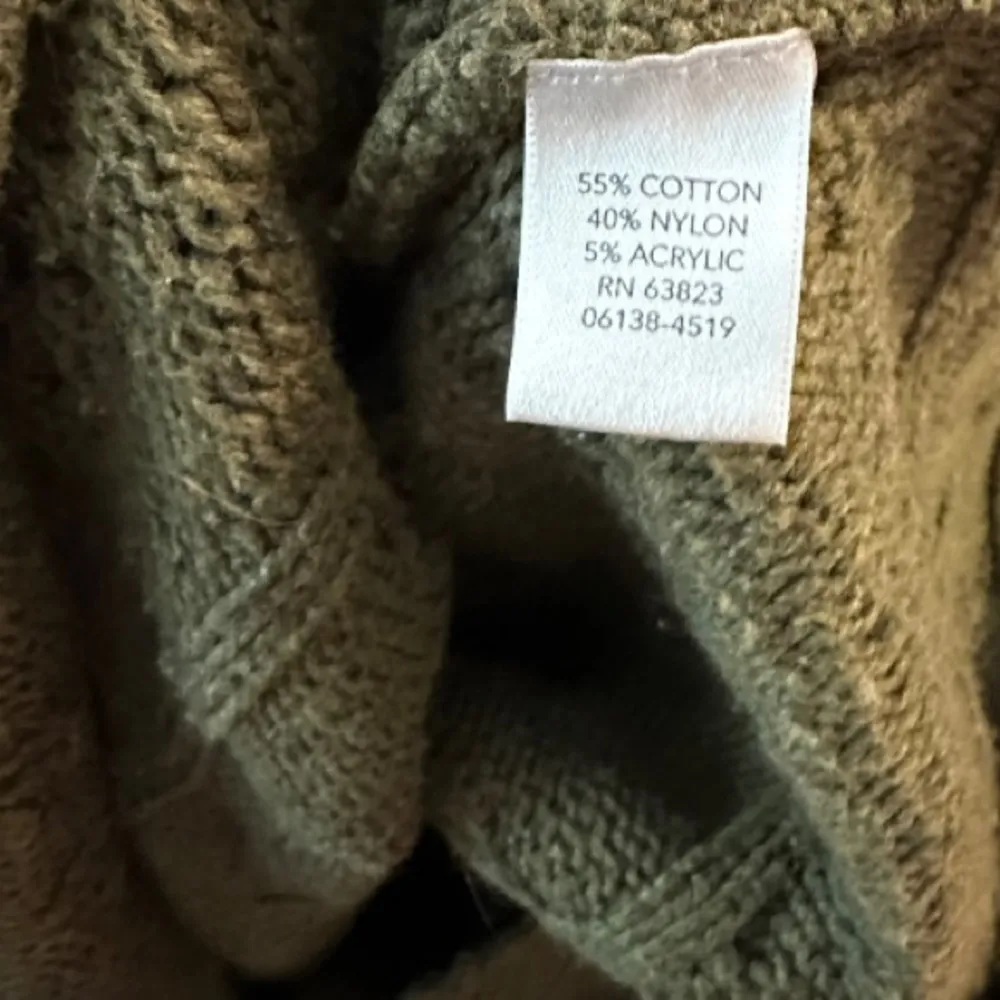 55% COTTON
40% NYLON
5% ACRYLIC
RN 63823
06138-4519